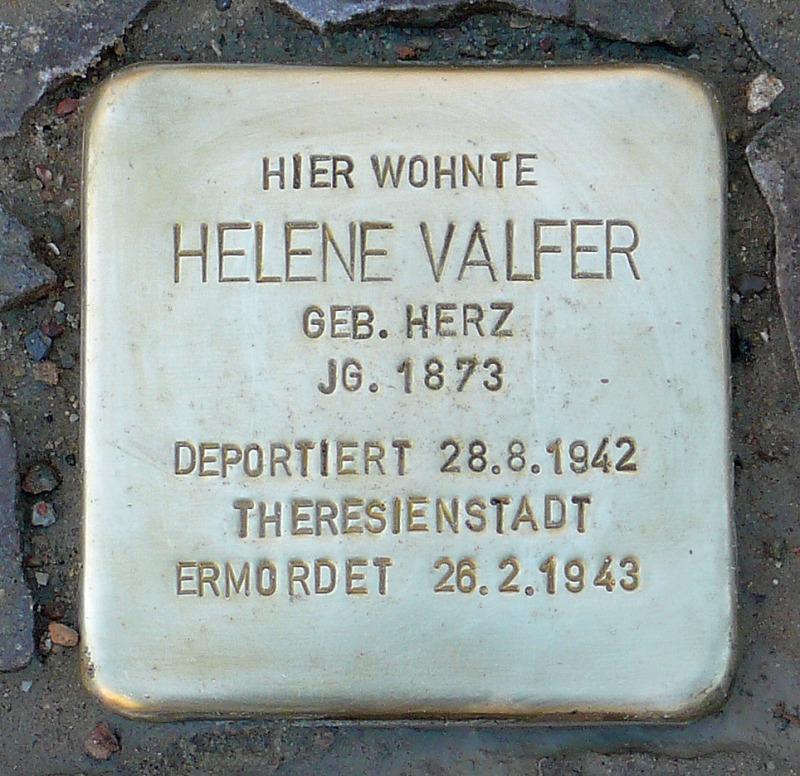 HIER WOHNTE
HELENE VALFER
GEB. HERZ
JG. 1873
DEPORTIERT 28.8.1942
THERESIENSTADT
ERMORDET 26.2.1943